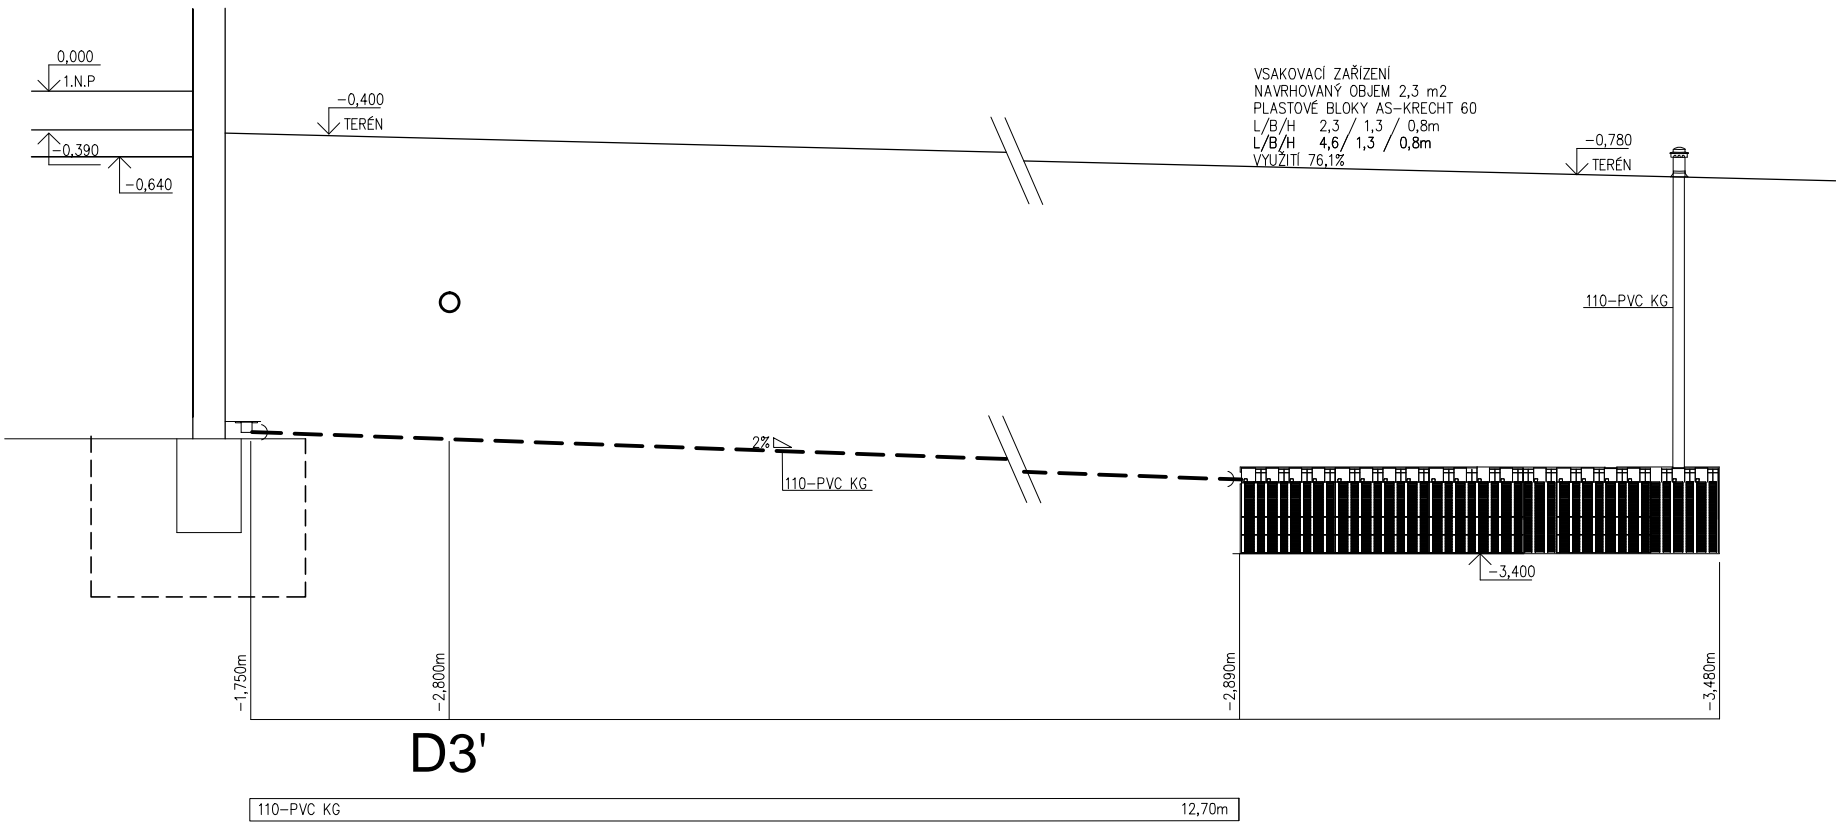 0,000
1.N.P
-0,390
-0,640
-0,400
TERÉN
VSAKOVACÍ ZAŘÍZENÍ
NAVRHOVANÝ OBJEM 2,3 m2
PLASTOVÉ BLOKY AS-KRECHT 60
L/B/H 2,3 / 1,3 / 0,8m
L/B/H 4,6/ 1,3 / 0,8m
VYUŽITÍ 76,1%
-0,780
TERÉN
110-PVC KG
2%
110-PVC KG
-3,400
-1,750m
-2,800m
-2,890m
-3,480m
D3'
110-PVC KG 12,70m